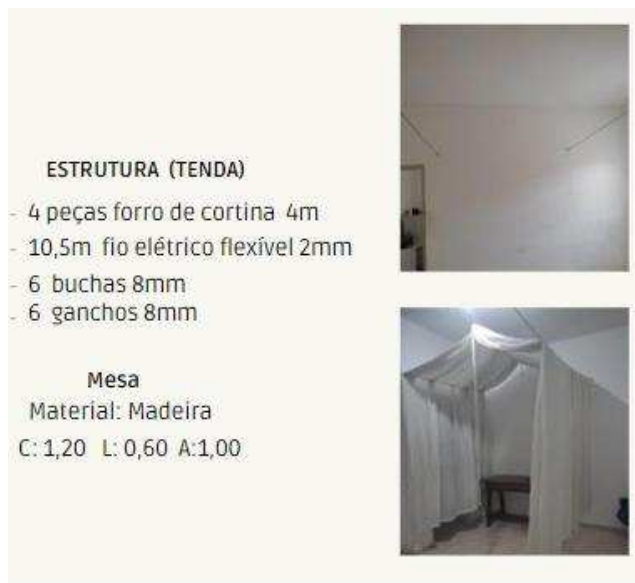 ESTRUTURA (TENDA)
- 4 peças forro de cortina 4m
- 10,5m fio elétrico flexível 2mm
- 6 buchas 8mm
- 6 ganchos 8mm
Mesa
Material: Madeira
C: 1,20 L: 0,60 A:1,00